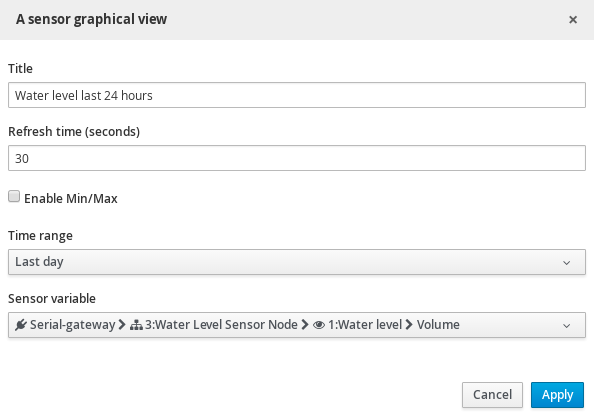 A sensor graphical view ×
Title
Water level last 24 hours
Refresh time (seconds)
30
Enable Min/Max
Time range
Last day
Sensor variable
Serial-gateway > 3:Water Level Sensor Node > 1:Water level > Volume
Cancel Apply